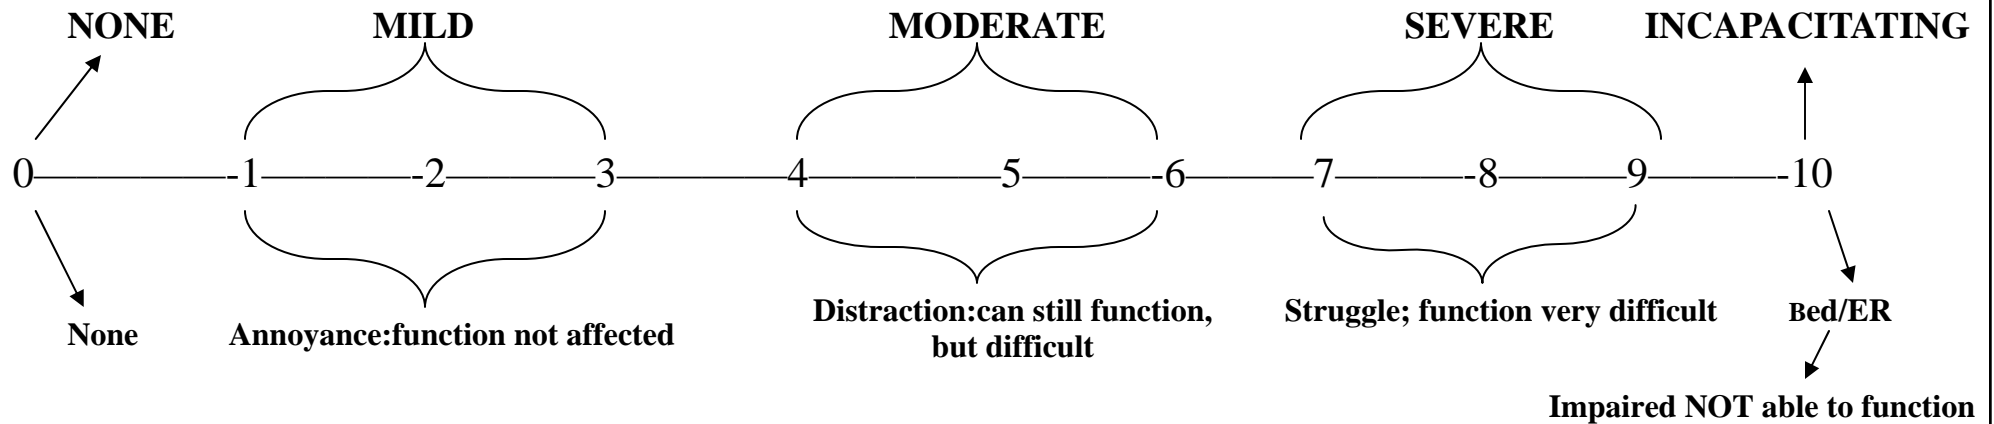 NONE MILD MODERATE SEVERE INCAPACITATING
0 -1 -2 3 4 5 -6 7 -8 9 -10
None Annoyance:function not affected Distraction:can still function, but difficult Struggle; function very difficult Bed/ER
Impaired NOT able to function